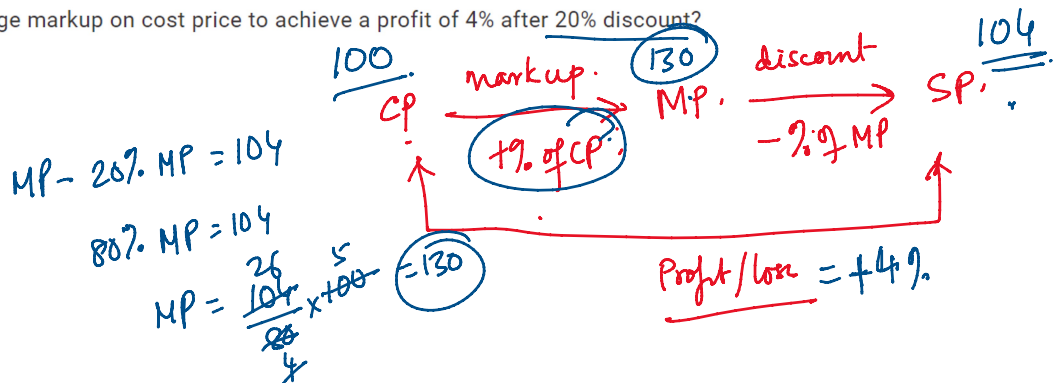 ge markup on cost price to achieve a profit of 4% after 20% discount?
100 130 104
CP markup. M.P. discount SP.
+% of CP - % of MP
MP - 20% MP = 104
80% MP = 104
MP = 104/80 x 100 = 130
26 5
4
Profit/loss = +4%